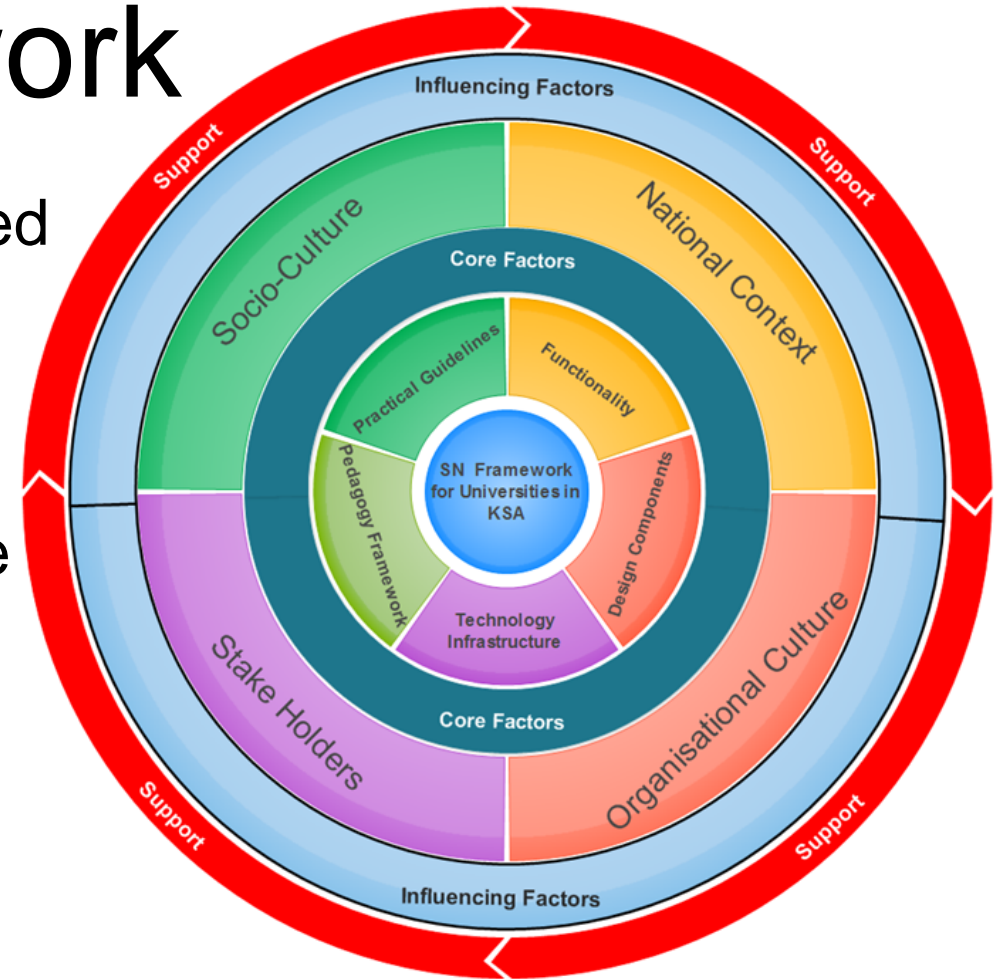 work
ed
e
Support
Support
Influencing Factors
Socio-Culture
National Context
Core Factors
Practical Guidelines
Functionality
Pedagogy Framework
SN Framework
for Universities in
KSA
Design Components
Technology
Infrastructure
Core Factors
Stake Holders
Organisational Culture
Influencing Factors
Support
Support